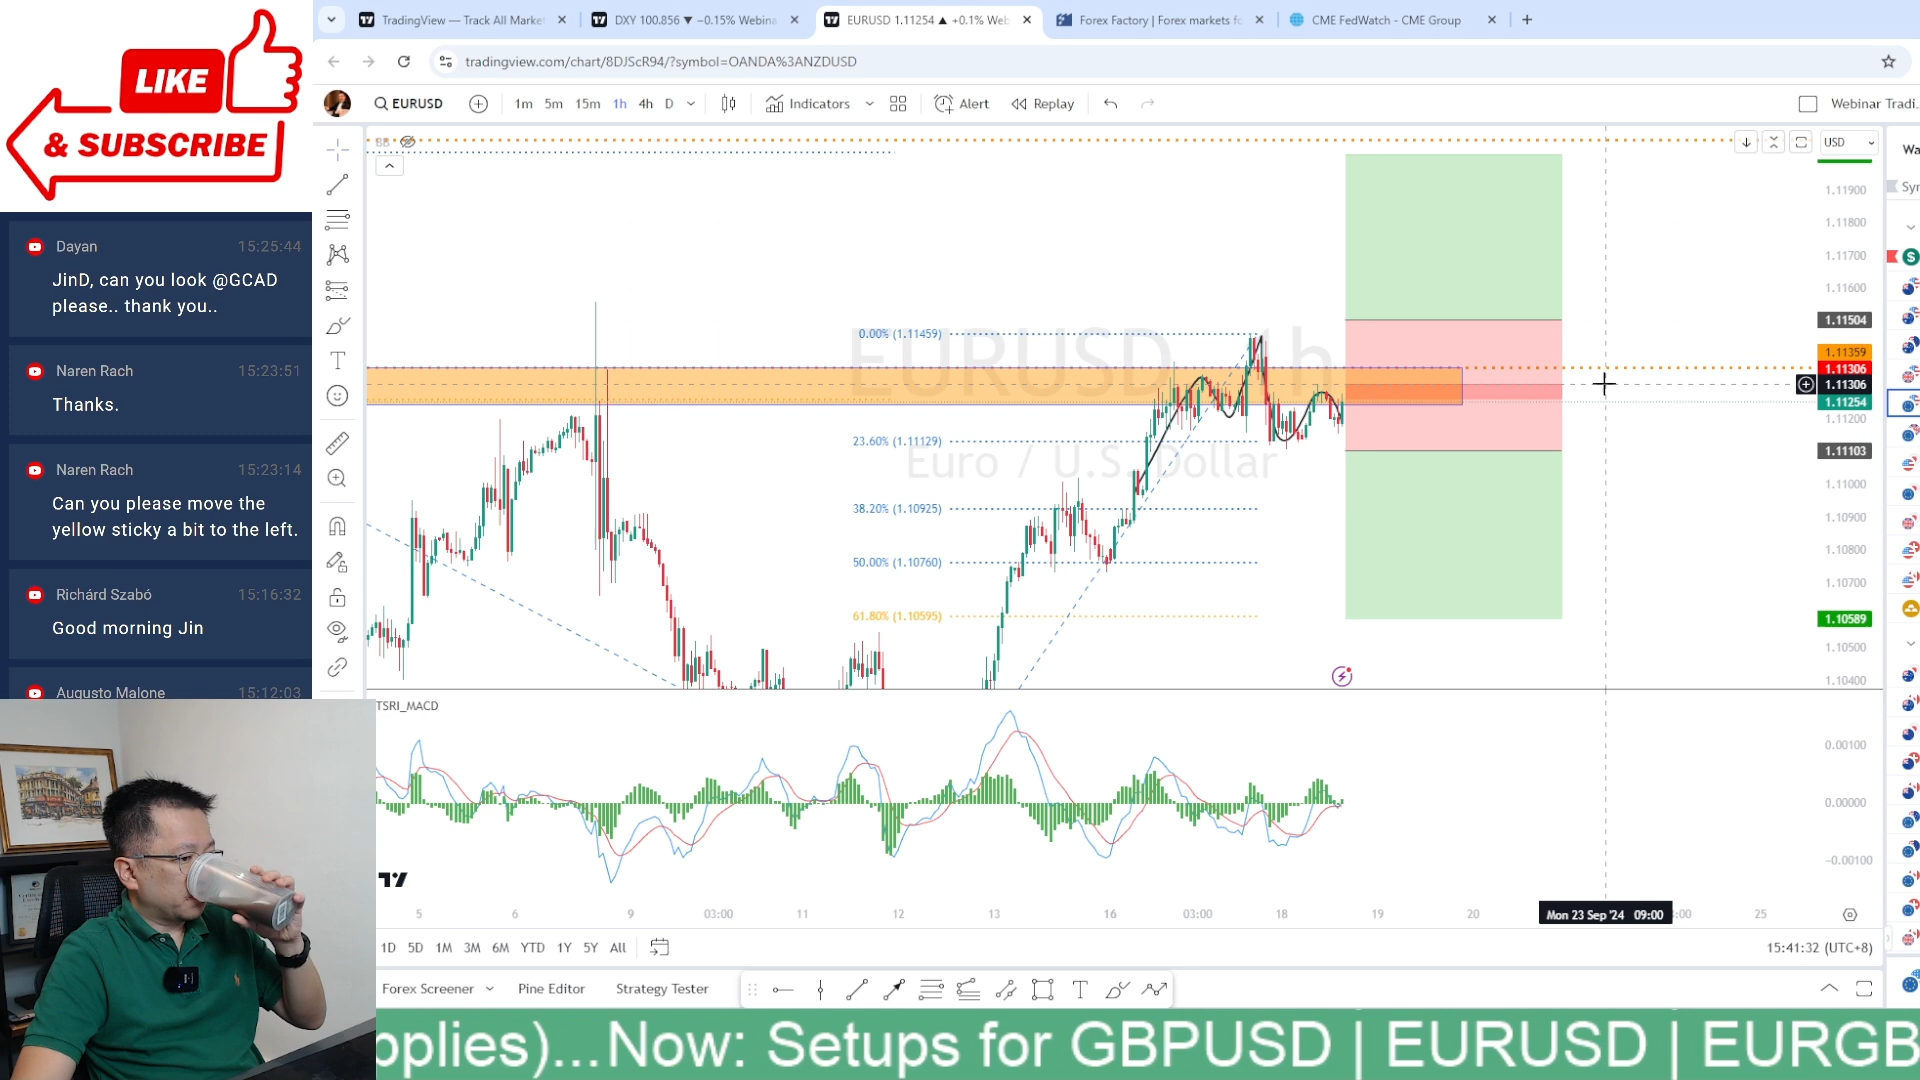 LIKE
& SUBSCRIBE
Dayan 15:25:44
JinD, can you look @GCAD
please.. thank you..
Naren Rach 15:23:51
Thanks.
Naren Rach 15:23:14
Can you please move the
yellow sticky a bit to the left.
Richárd Szabó 15:16:32
Good morning Jin
Augusto Malone 15:12:03
TradingView — Track All Marke
DXY 100.856 ▼ −0.15% Webina
EURUSD 1.11254 ▲ +0.1% Web
Forex Factory | Forex markets fo
CME FedWatch - CME Group
tradingview.com/chart/8DJScR94/?symbol=OANDA%3ANZDUSD
EURUSD 1m 5m 15m 1h 4h D Indicators Alert Replay Webinar Tradi...
BB
USD
Wa
Syr
EURUSD 1h
Euro / U.S. Dollar
0.00% (1.11459)
23.60% (1.11129)
38.20% (1.10925)
50.00% (1.10760)
61.80% (1.10595)
1.11900
1.11800
1.11700
1.11600
1.11504
1.11359
1.11306
1.11306
1.11254
1.11200
1.11103
1.11000
1.10900
1.10800
1.10700
1.10589
1.10500
1.10400
TSRI_MACD
0.00100
0.00000
−0.00100
5 6 9 03:00 11 12 13 16 03:00 18 19 20 Mon 23 Sep '24 09:00 :00 25
1D 5D 1M 3M 6M YTD 1Y 5Y All 15:41:32 (UTC+8)
Forex Screener Pine Editor Strategy Tester
pplies)...Now: Setups for GBPUSD | EURUSD | EURGB